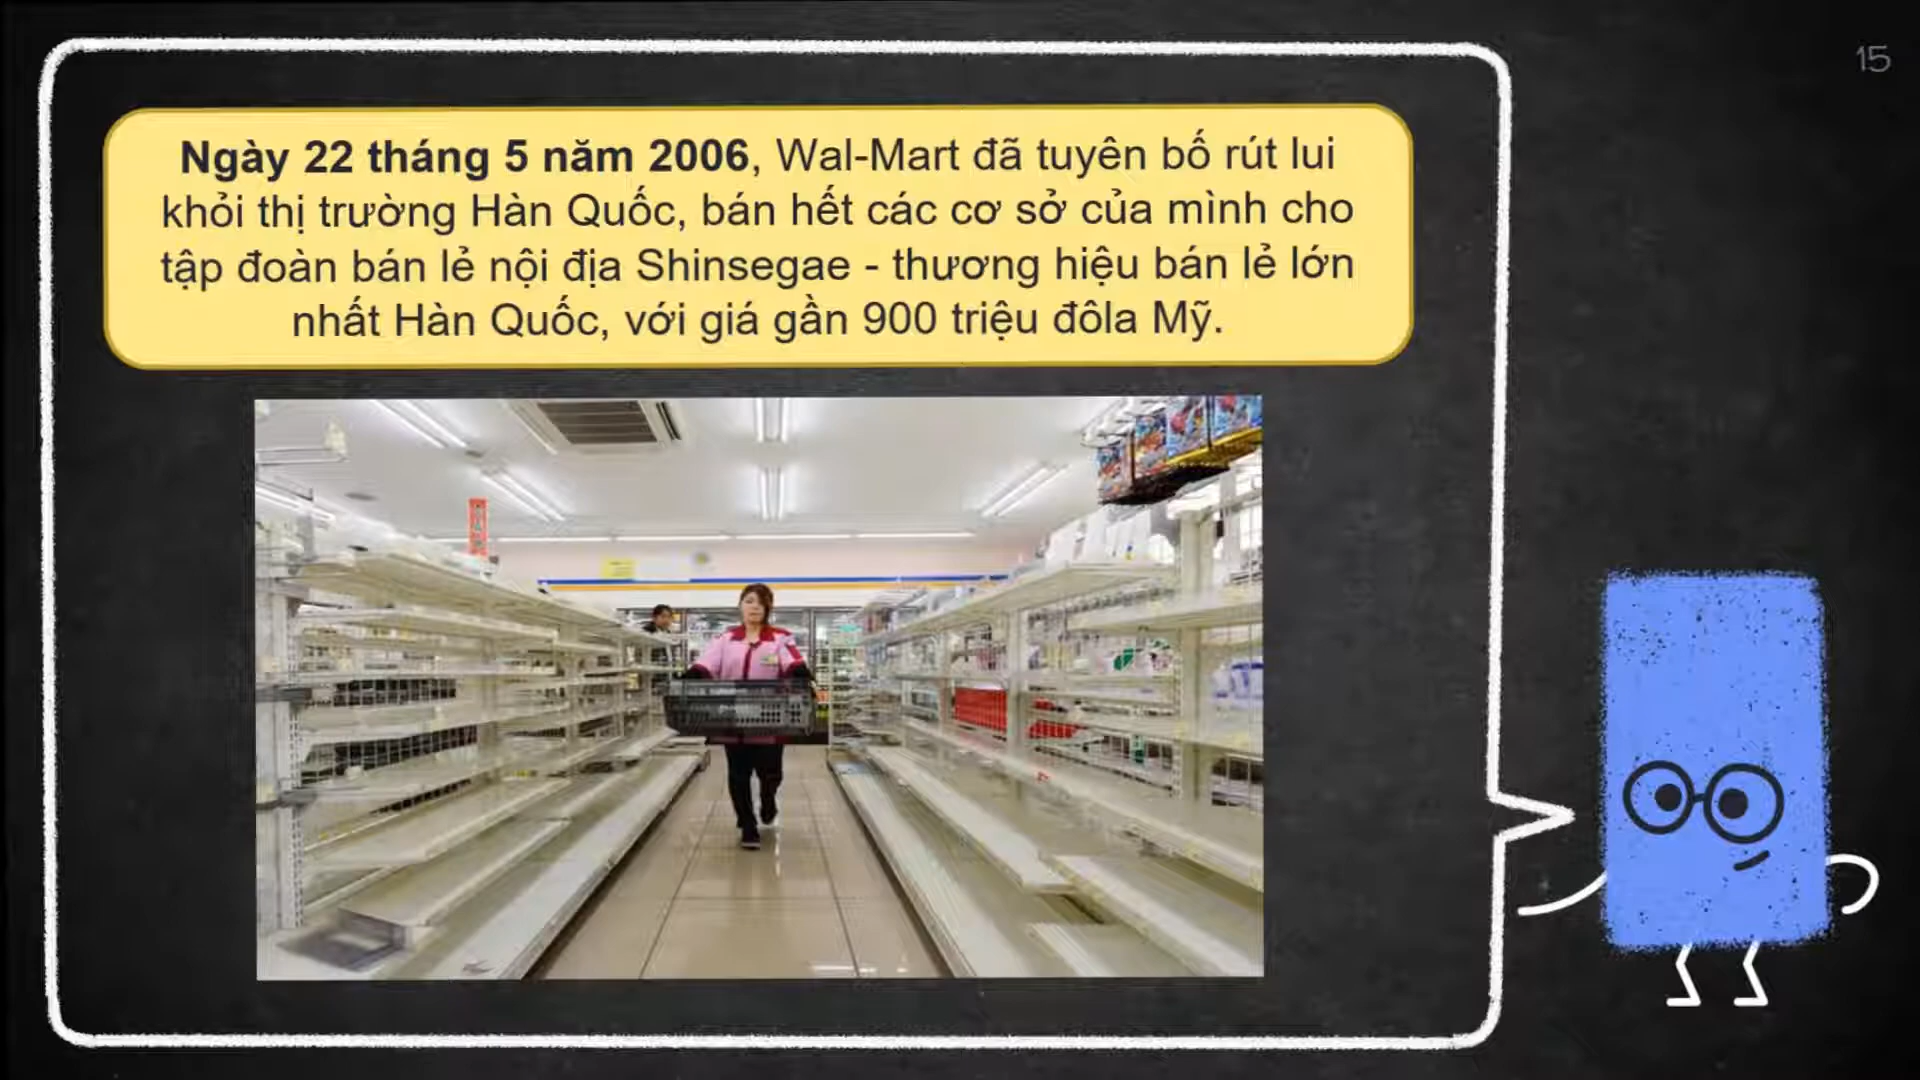 15
Ngày 22 tháng 5 năm 2006, Wal-Mart đã tuyên bố rút lui
khỏi thị trường Hàn Quốc, bán hết các cơ sở của mình cho
tập đoàn bán lẻ nội địa Shinsegae - thương hiệu bán lẻ lớn
nhất Hàn Quốc, với giá gần 900 triệu đôla Mỹ.